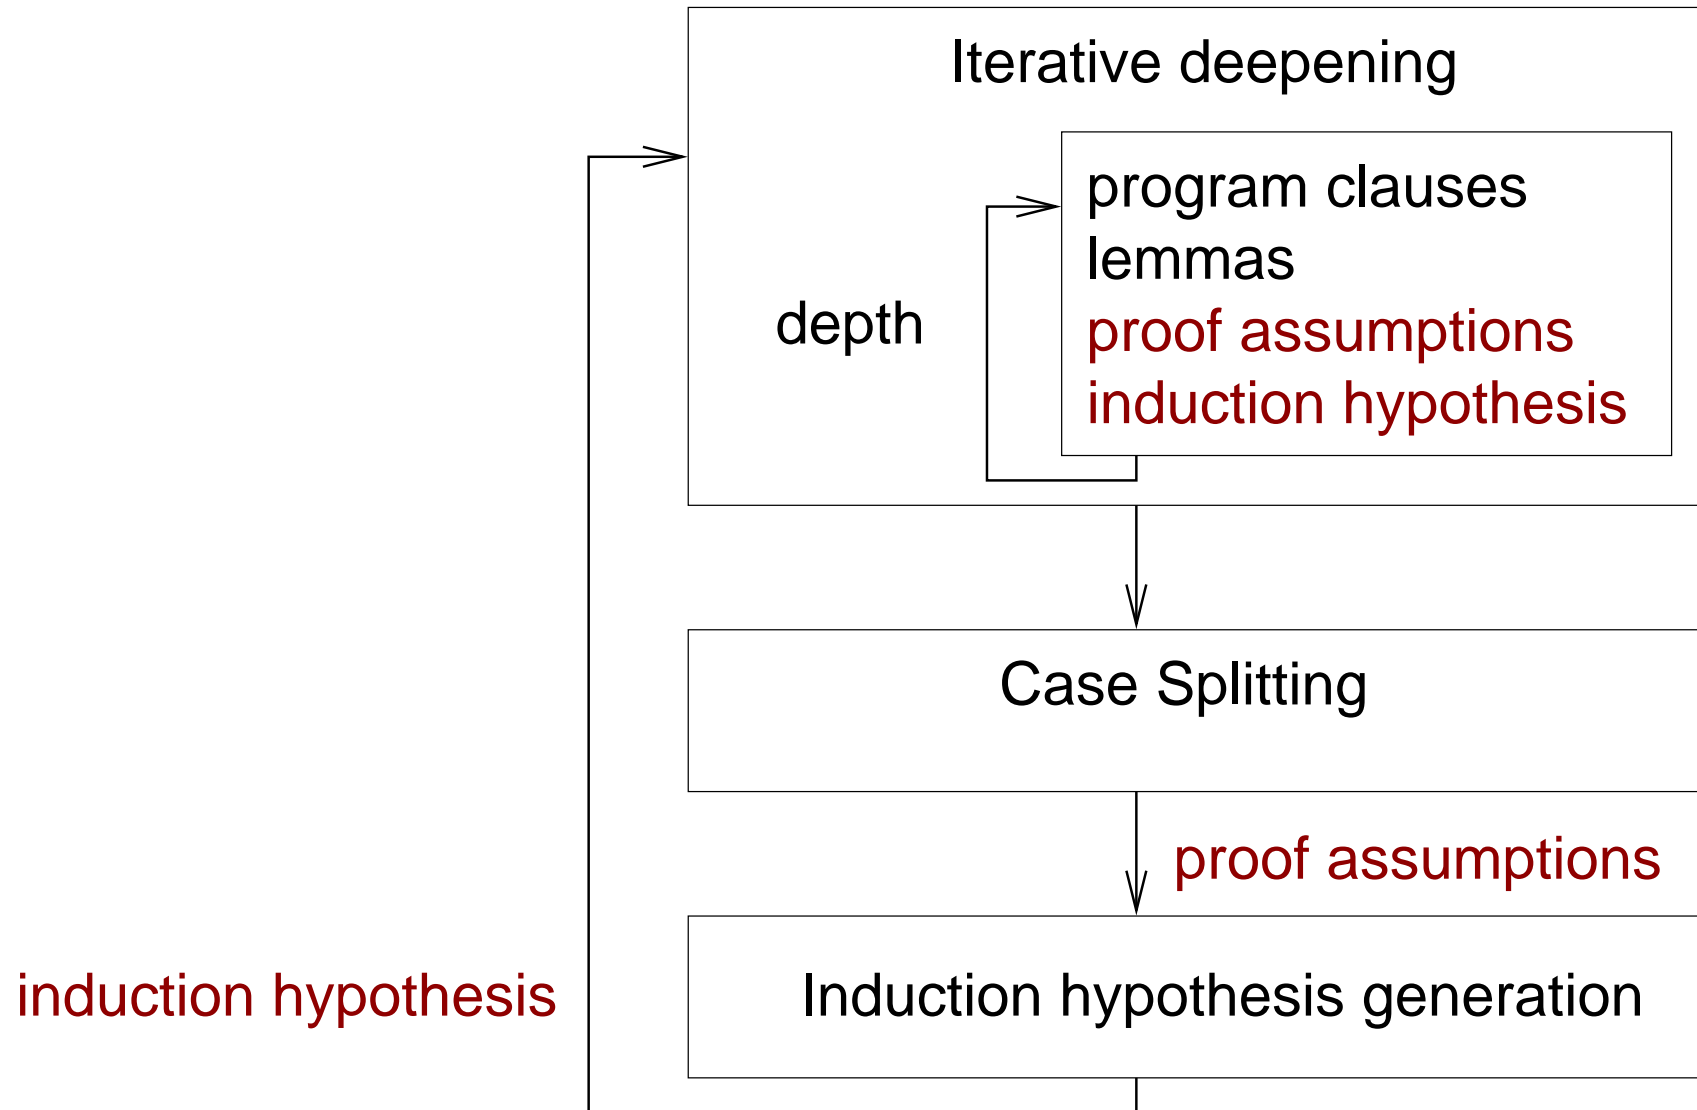 Iterative deepening
program clauses
lemmas
depth
proof assumptions
induction hypothesis
Case Splitting
proof assumptions
induction hypothesis
Induction hypothesis generation